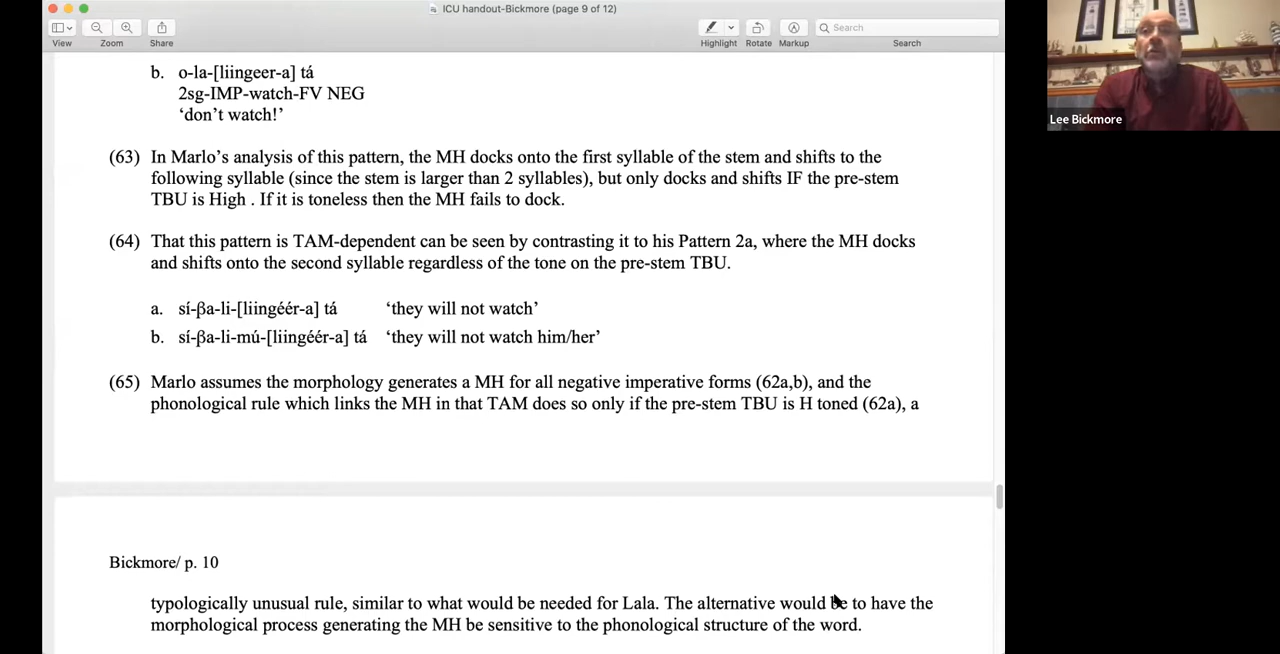 ICU handout-Bickmore (page 9 of 12)
View Zoom Share Highlight Rotate Markup Search
Search
b. o-la-[liingeer-a] tá
2sg-IMP-watch-FV NEG
‘don’t watch!’
(63) In Marlo’s analysis of this pattern, the MH docks onto the first syllable of the stem and shifts to the
following syllable (since the stem is larger than 2 syllables), but only docks and shifts IF the pre-stem
TBU is High . If it is toneless then the MH fails to dock.
(64) That this pattern is TAM-dependent can be seen by contrasting it to his Pattern 2a, where the MH docks
and shifts onto the second syllable regardless of the tone on the pre-stem TBU.
a. sí-βa-li-[liingéér-a] tá ‘they will not watch’
b. sí-βa-li-mú-[liingéér-a] tá ‘they will not watch him/her’
(65) Marlo assumes the morphology generates a MH for all negative imperative forms (62a,b), and the
phonological rule which links the MH in that TAM does so only if the pre-stem TBU is H toned (62a), a
Bickmore/ p. 10
typologically unusual rule, similar to what would be needed for Lala. The alternative would be to have the
morphological process generating the MH be sensitive to the phonological structure of the word.
Lee Bickmore